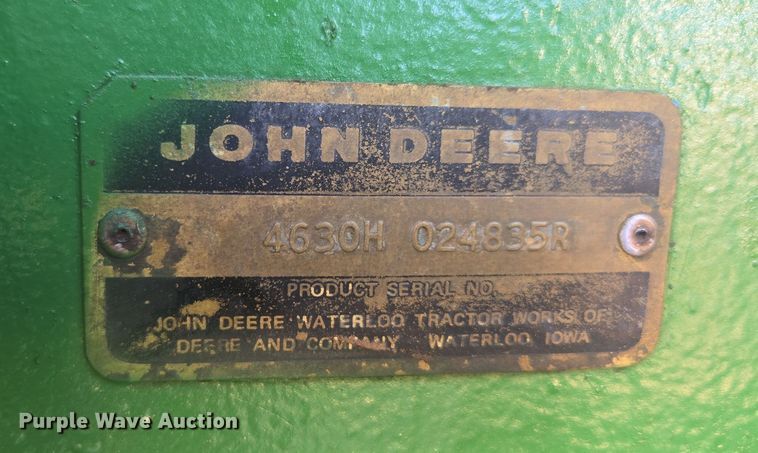 JOHN DEERE
4630H 024835R
PRODUCT SERIAL NO.
JOHN DEERE WATERLOO TRACTOR WORKS OF
DEERE AND COMPANY WATERLOO IOWA
Purple Wave Auction